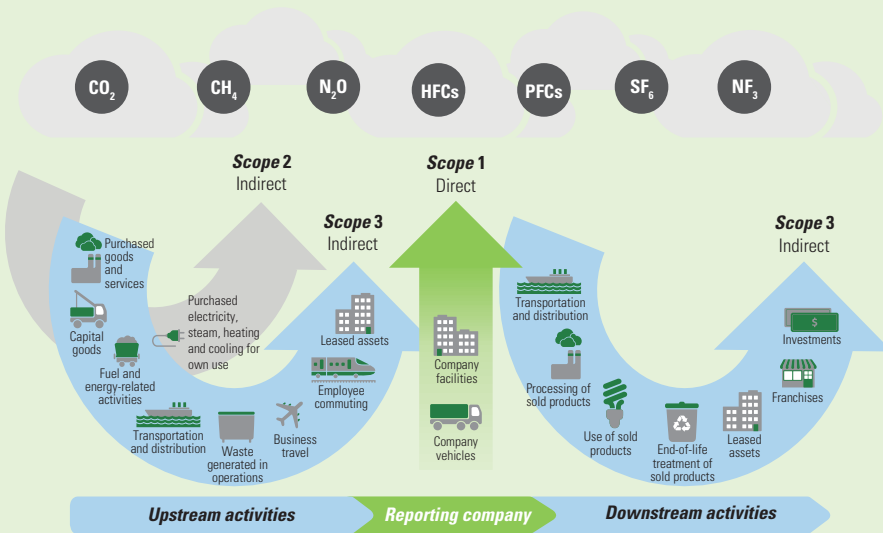 CO₂
CH₄
N₂O
HFCs
PFCs
SF₆
NF₃
Scope 2
Indirect
Scope 1
Direct
Scope 3
Indirect
Scope 3
Indirect
Purchased
goods
and
services
Capital
goods
Fuel and
energy-related
activities
Purchased
electricity,
steam, heating
and cooling for
own use
Transportation
and distribution
Waste
generated in
operations
Business
travel
Employee
commuting
Leased assets
Company
facilities
Company
vehicles
Transportation
and distribution
Processing of
sold products
Use of sold
products
End-of-life
treatment of
sold products
Leased
assets
Franchises
$
Investments
Upstream activities
Reporting company
Downstream activities